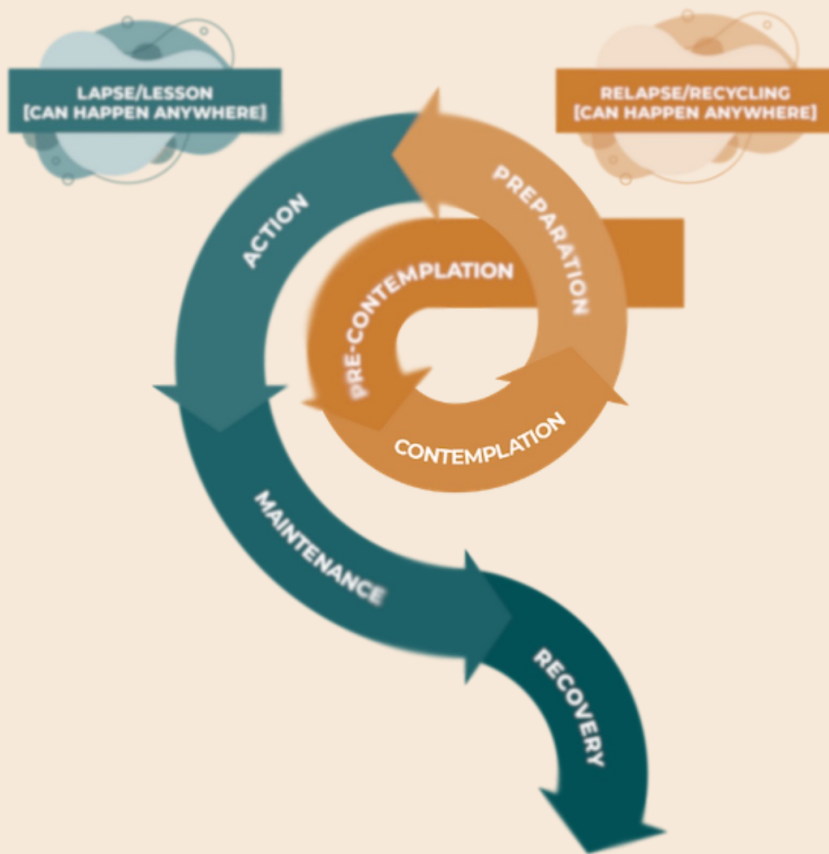 LAPSE/LESSON
[CAN HAPPEN ANYWHERE]
RELAPSE/RECYCLING
[CAN HAPPEN ANYWHERE]
PRE-CONTEMPLATION
CONTEMPLATION
PREPARATION
ACTION
MAINTENANCE
RECOVERY